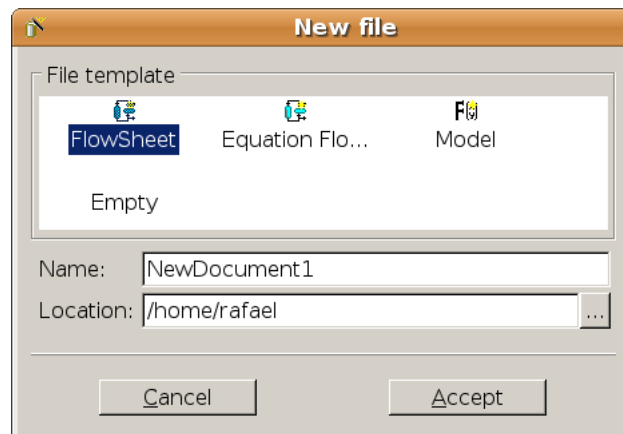 New file
File template
FlowSheet Equation Flo... Model
Empty
Name: NewDocument1
Location: /home/rafael ...
Cancel Accept